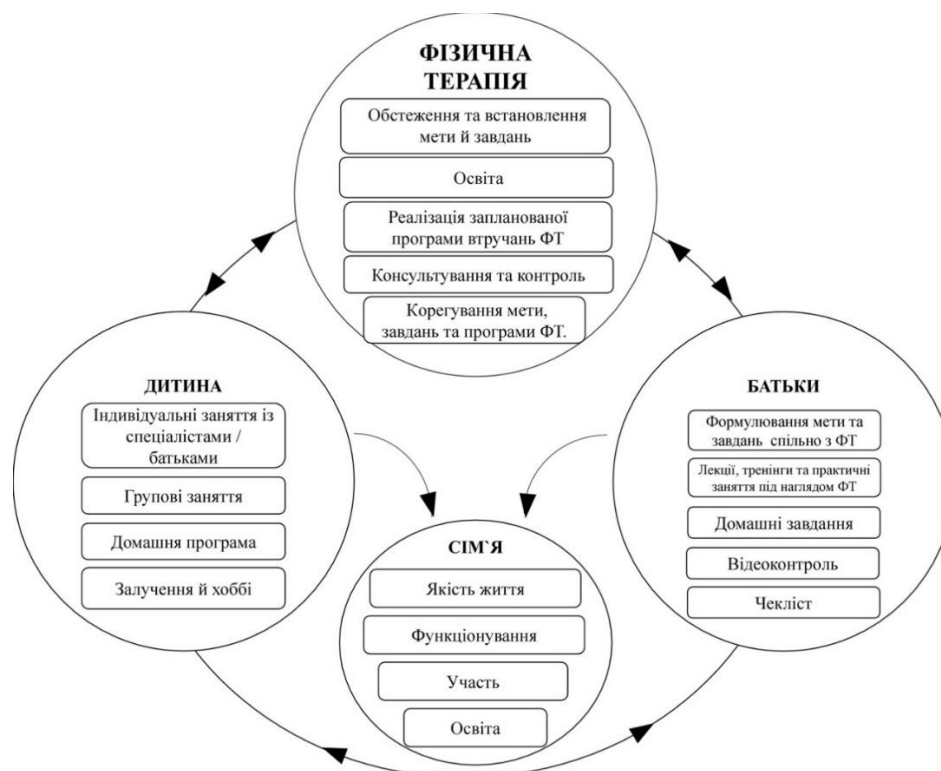 ФІЗИЧНА
ТЕРАПІЯ
Обстеження та встановлення
мети й завдань
Освіта
Реалізація запланованої
програми втручань ФТ
Консультування та контроль
Корегування мети,
завдань та програми ФТ.
ДИТИНА
Індивідуальні заняття із
спеціалістами /
батьками
Групові заняття
Домашня програма
Залучення й хоббі
БАТЬКИ
Формулювання мети та
завдань спільно з ФТ
Лекції, тренінги та практичні
заняття під наглядом ФТ
Домашні завдання
Відеоконтроль
Чекліст
СІМ`Я
Якість життя
Функціонування
Участь
Освіта